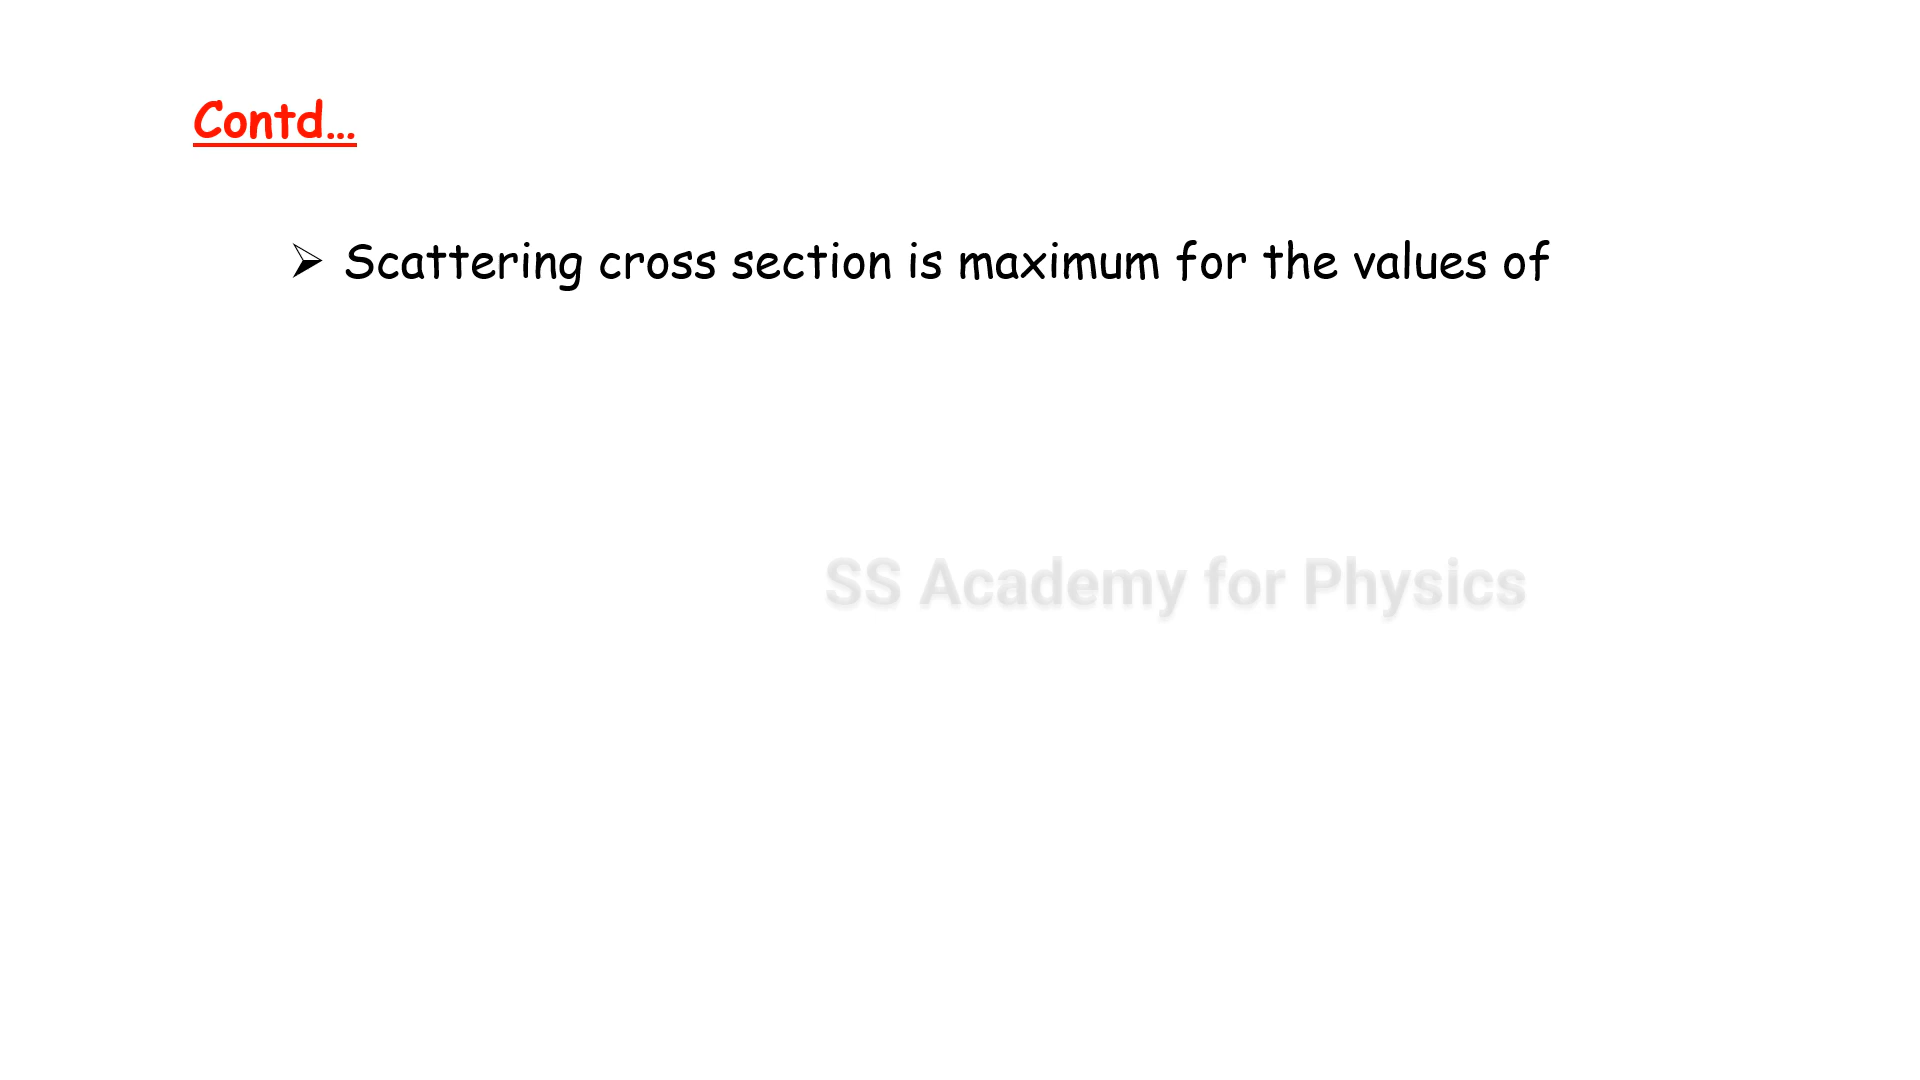 Contd...
➢ Scattering cross section is maximum for the values of
SS Academy for Physics